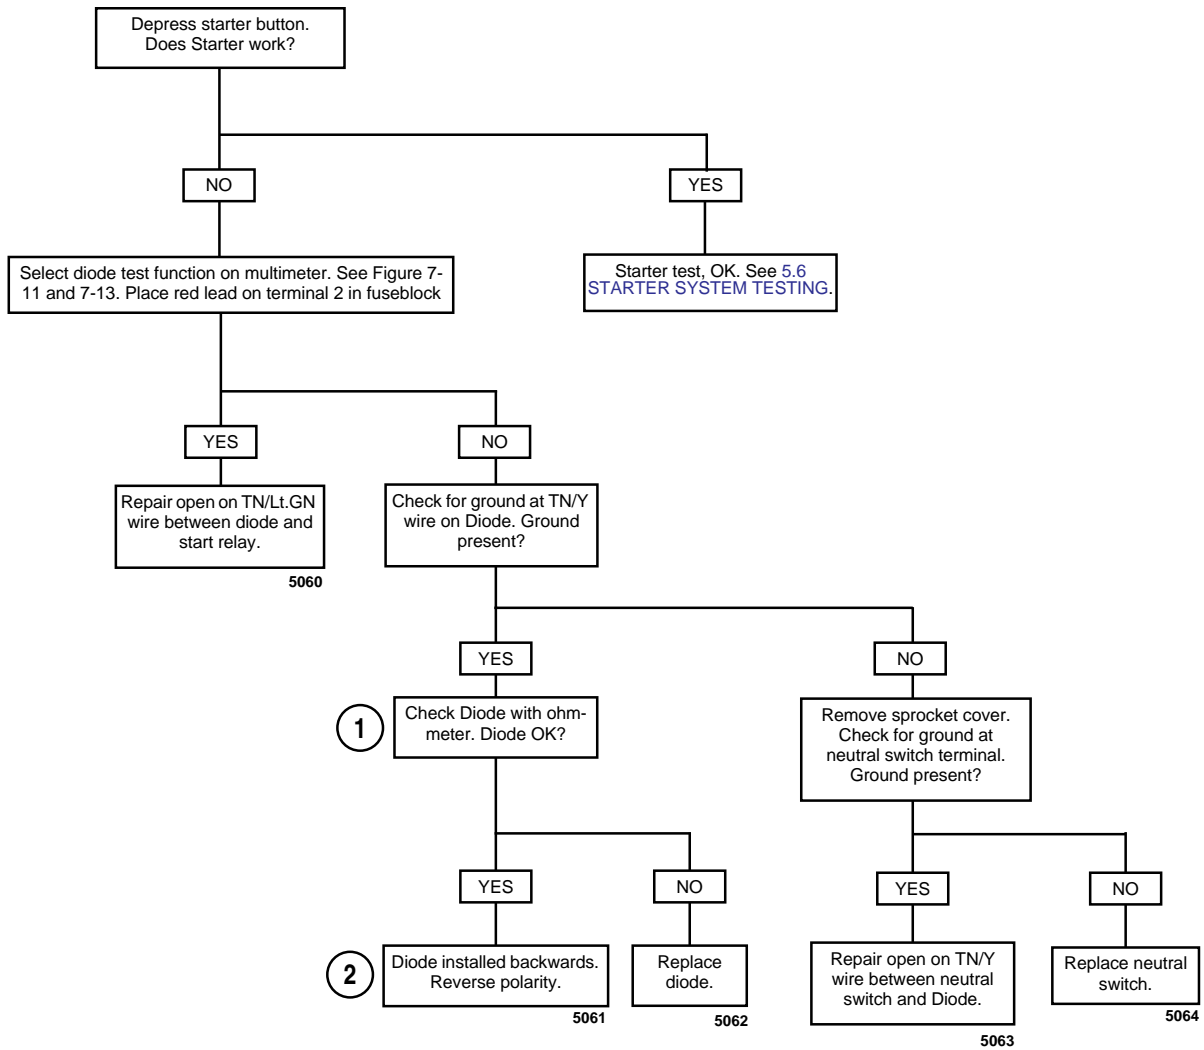 Depress starter button.
Does Starter work?
NO
YES
Select diode test function on multimeter. See Figure 7-
11 and 7-13. Place red lead on terminal 2 in fuseblock
Starter test, OK. See 5.6
STARTER SYSTEM TESTING.
YES
NO
Repair open on TN/Lt.GN
wire between diode and
start relay.
5060
Check for ground at TN/Y
wire on Diode. Ground
present?
YES
NO
1
Check Diode with ohm-
meter. Diode OK?
Remove sprocket cover.
Check for ground at
neutral switch terminal.
Ground present?
YES
NO
YES
NO
2
Diode installed backwards.
Reverse polarity.
5061
Replace
diode.
5062
Repair open on TN/Y
wire between neutral
switch and Diode.
5063
Replace neutral
switch.
5064